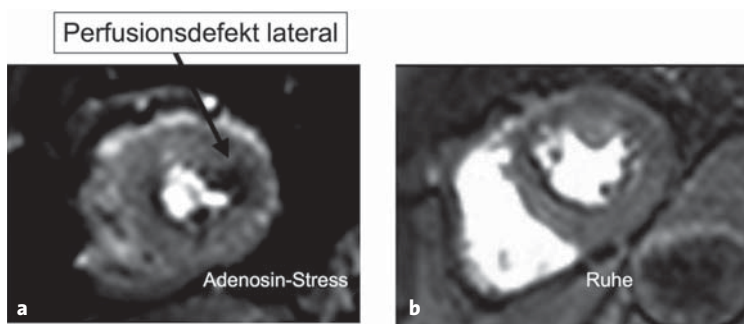 Perfusionsdefekt lateral
Adenosin-Stress
a
Ruhe
b